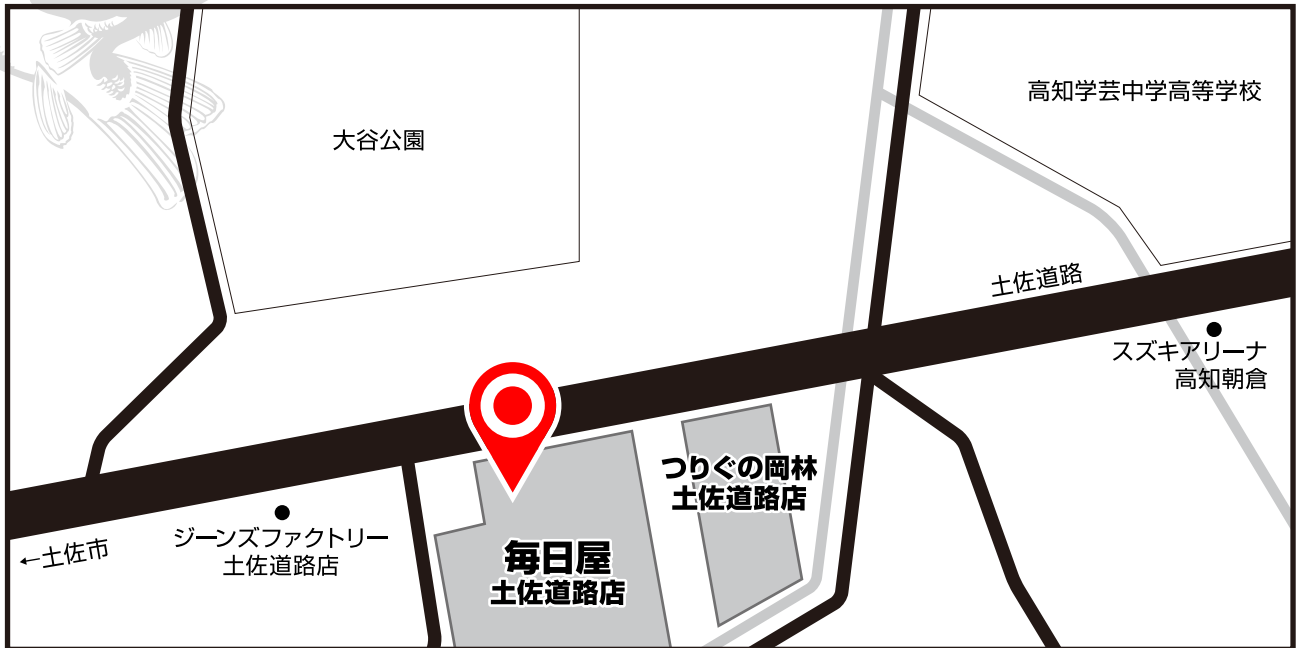 高知学芸中学高等学校
大谷公園
土佐道路
スズキアリーナ
高知朝倉
つりぐの岡林
土佐道路店
ジーンズファクトリー
土佐道路店
←土佐市
毎日屋
土佐道路店